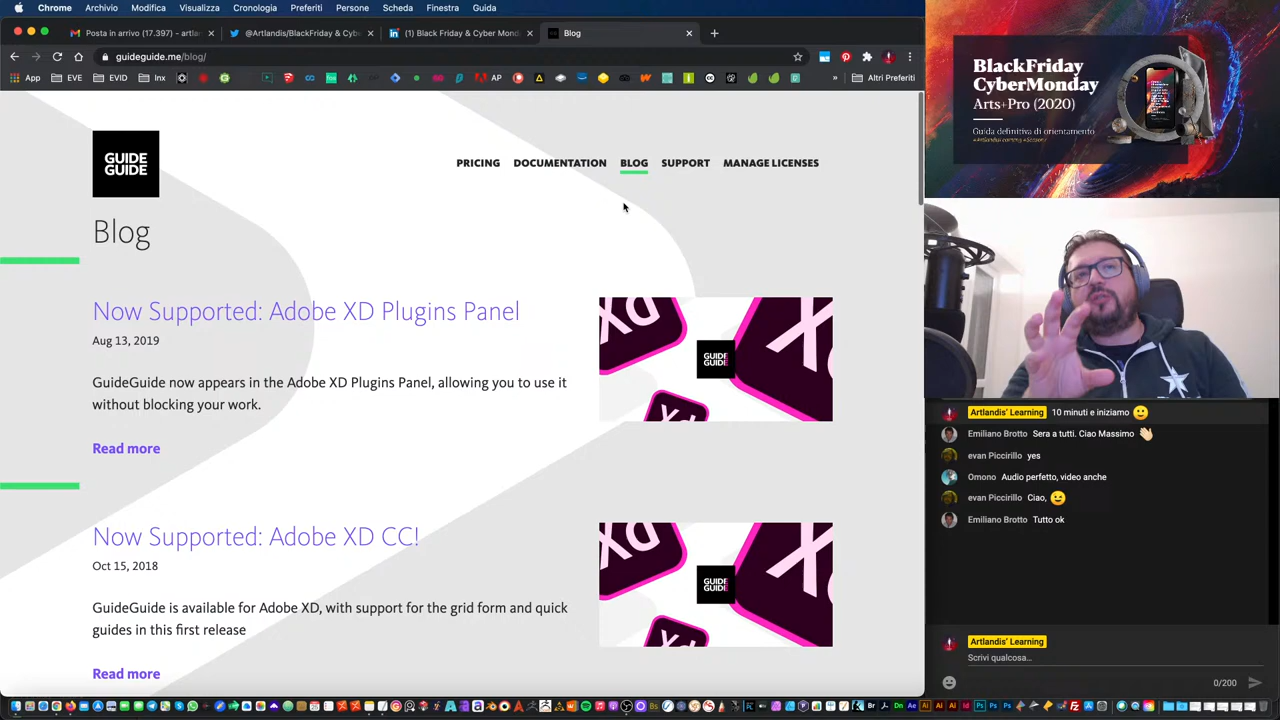 Chrome Archivio Modifica Visualizza Cronologia Preferiti Persone Scheda Finestra Guida
Posta in arrivo (17.397) - artlan
@Artlandis/BlackFriday & Cybe
(1) Black Friday & Cyber Mond
Blog
guideguide.me/blog/
App
EVE
EVID
Inx
AP
Altri Preferiti
GUIDE
GUIDE
PRICING DOCUMENTATION BLOG SUPPORT MANAGE LICENSES
Blog
Now Supported: Adobe XD Plugins Panel
Aug 13, 2019
GuideGuide now appears in the Adobe XD Plugins Panel, allowing you to use it
without blocking your work.
Read more
Now Supported: Adobe XD CC!
Oct 15, 2018
GuideGuide is available for Adobe XD, with support for the grid form and quick
guides in this first release
Read more
BlackFriday
CyberMonday
Arts+Pro (2020)
Guida definitiva di orientamento
Artlandis' Learning 10 minuti e iniziamo
Emiliano Brotto Sera a tutti. Ciao Massimo
evan Piccirillo yes
Omono Audio perfetto, video anche
evan Piccirillo Ciao,
Emiliano Brotto Tutto ok
Artlandis' Learning
Scrivi qualcosa...
0/200